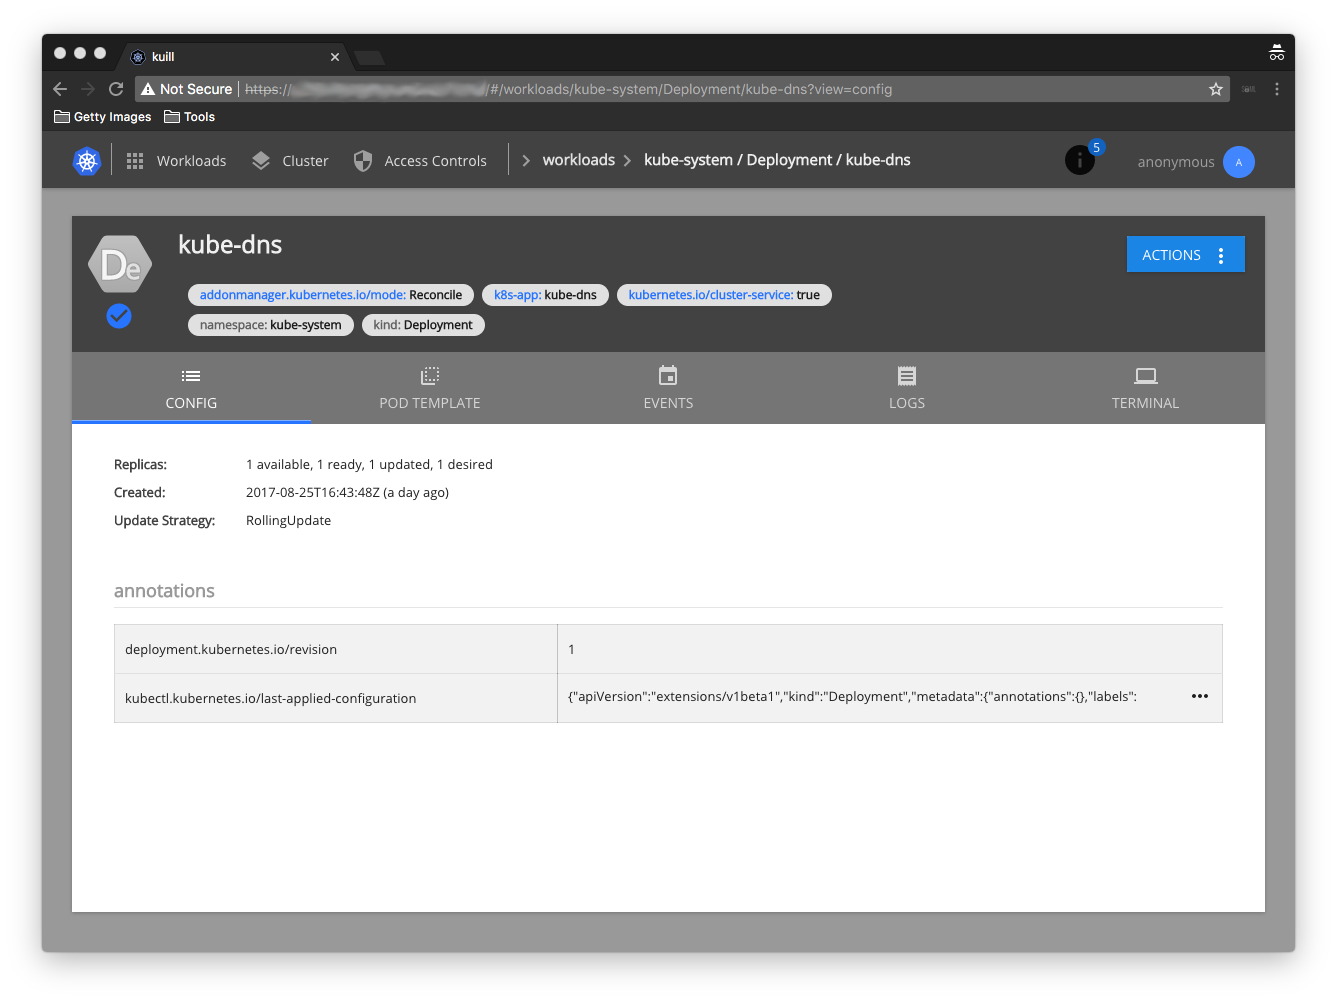 kuill
Not Secure https:// /#/workloads/kube-system/Deployment/kube-dns?view=config
Getty Images Tools
Workloads Cluster Access Controls workloads kube-system / Deployment / kube-dns 5 anonymous A
De
kube-dns
ACTIONS
addonmanager.kubernetes.io/mode: Reconcile k8s-app: kube-dns kubernetes.io/cluster-service: true
namespace: kube-system kind: Deployment
CONFIG POD TEMPLATE EVENTS LOGS TERMINAL
Replicas: 1 available, 1 ready, 1 updated, 1 desired
Created: 2017-08-25T16:43:48Z (a day ago)
Update Strategy: RollingUpdate
annotations
deployment.kubernetes.io/revision 1
kubectl.kubernetes.io/last-applied-configuration {"apiVersion":"extensions/v1beta1","kind":"Deployment","metadata":{"annotations":{},"labels": •••